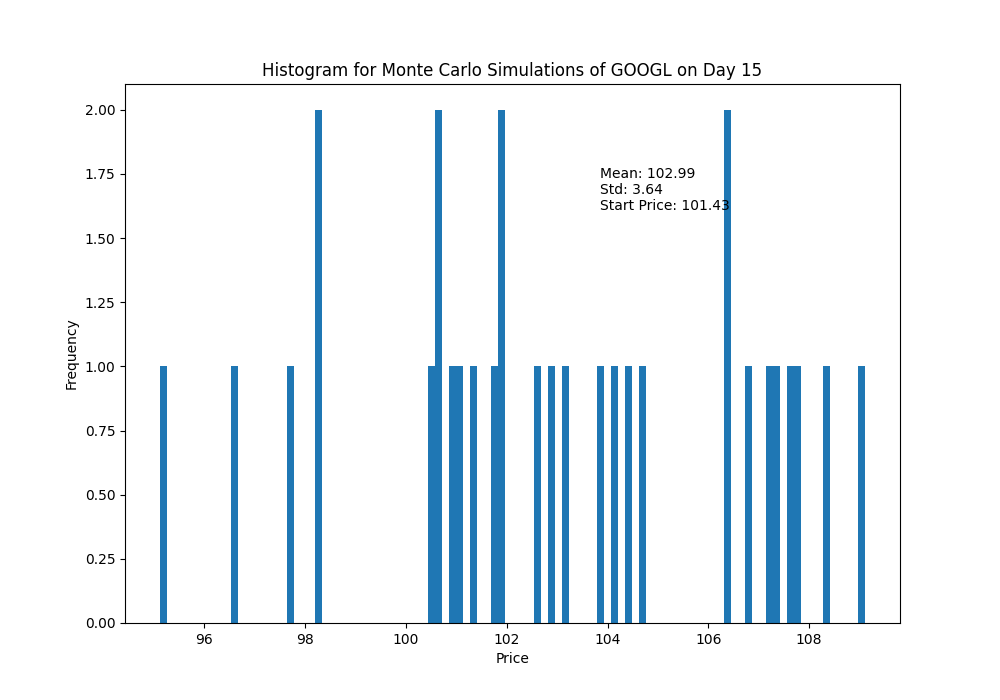 Histogram for Monte Carlo Simulations of GOOGL on Day 15
2.00
1.75
1.50
1.25
1.00
0.75
0.50
0.25
0.00
Frequency
Mean: 102.99
Std: 3.64
Start Price: 101.43
96 98 100 102 104 106 108
Price